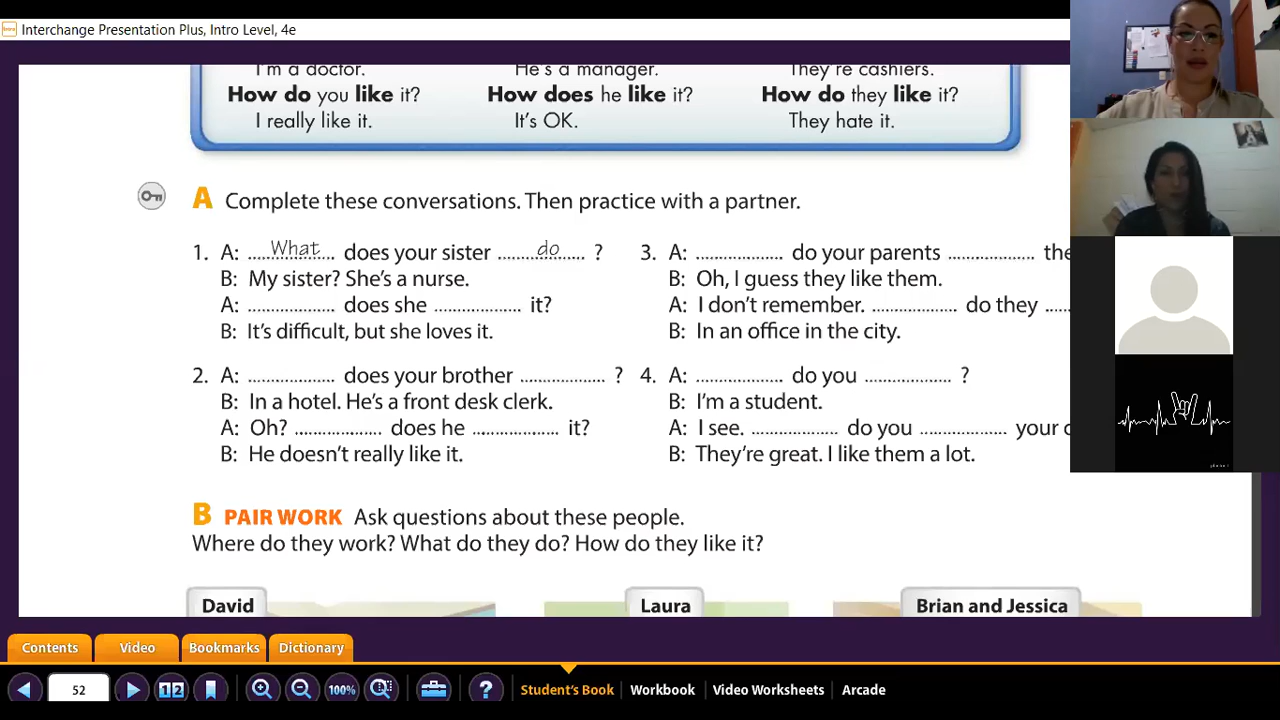 Interchange Presentation Plus, Intro Level, 4e
I'm a doctor. He's a manager. They're cashiers.
How do you like it? How does he like it? How do they like it?
I really like it. It's OK. They hate it.
A Complete these conversations. Then practice with a partner.
1. A: What does your sister do ?
B: My sister? She's a nurse.
A: ................. does she ................. it?
B: It's difficult, but she loves it.
2. A: ................. does your brother ................. ?
B: In a hotel. He's a front desk clerk.
A: Oh? ................. does he ................. it?
B: He doesn't really like it.
3. A: ................. do your parents ................. the
B: Oh, I guess they like them.
A: I don't remember. ................. do they .....
B: In an office in the city.
4. A: ................. do you ................. ?
B: I'm a student.
A: I see. ................. do you ................. your
B: They're great. I like them a lot.
B PAIR WORK Ask questions about these people.
Where do they work? What do they do? How do they like it?
David Laura Brian and Jessica
Contents Video Bookmarks Dictionary
52 1 2 100% ? Student's Book Workbook Video Worksheets Arcade